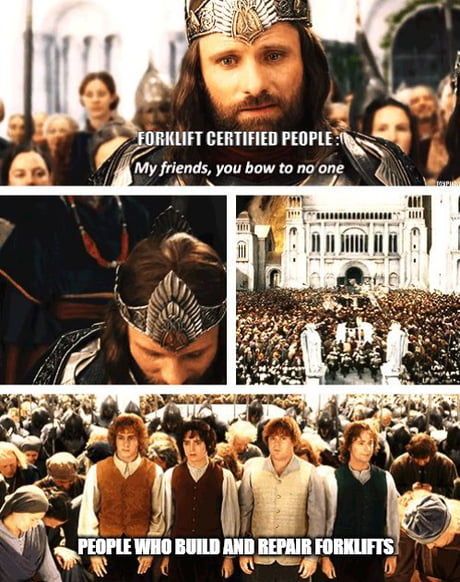 FORKLIFT CERTIFIED PEOPLE :
My friends, you bow to no one
PEOPLE WHO BUILD AND REPAIR FORKLIFTS